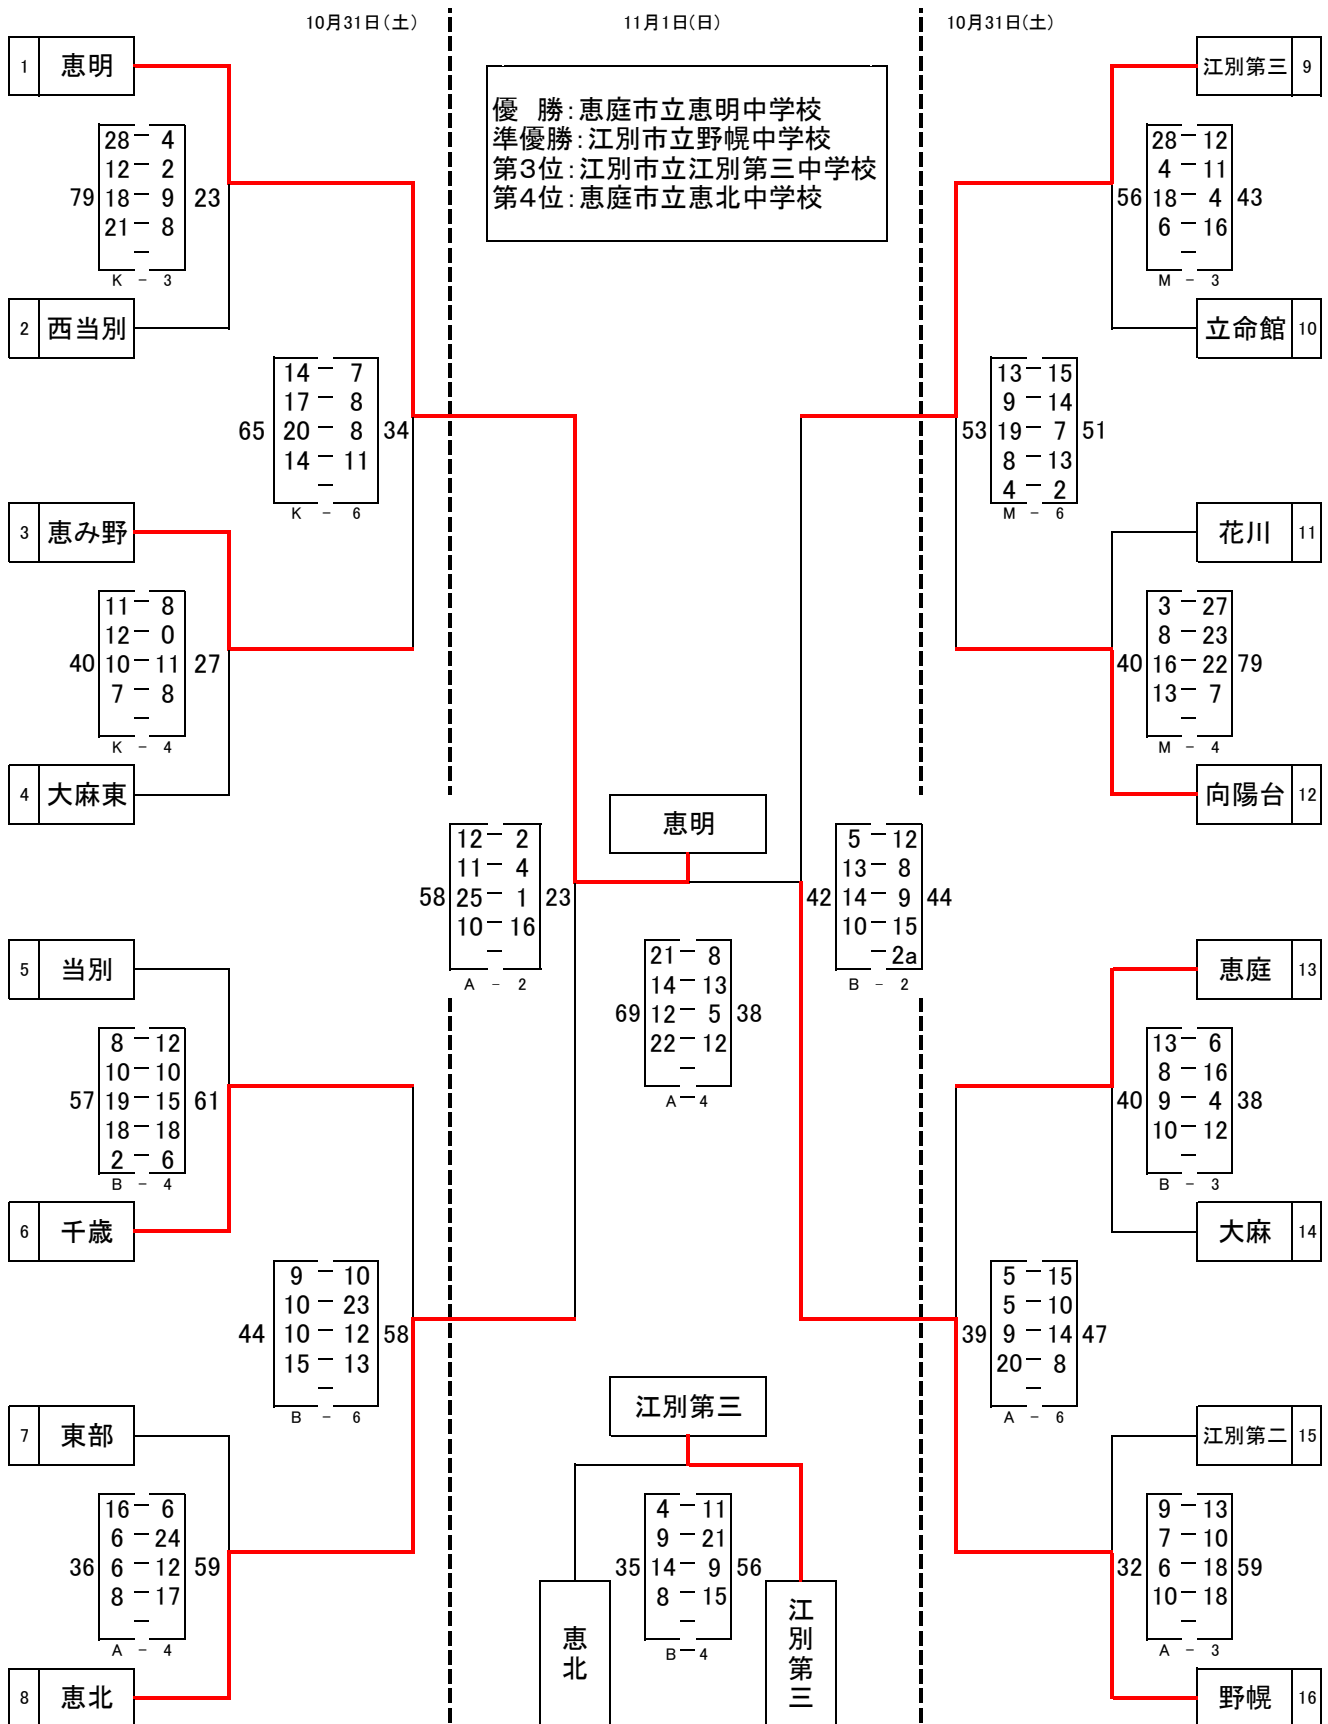 10月31日(土)
11月1日(日)
10月31日(土)
優　勝：恵庭市立恵明中学校
準優勝：江別市立野幌中学校
第3位：江別市立江別第三中学校
第4位：恵庭市立恵北中学校
1 恵明
28 － 4
12 － 2
79 18 － 9 23
21 － 8
－
K － 3
2 西当別
14 － 7
17 － 8
65 20 － 8 34
14 － 11
－
K － 6
3 恵み野
11 － 8
12 － 0
40 10 － 11 27
7 － 8
－
K － 4
4 大麻東
12 － 2
11 － 4
58 25 － 1 23
10 － 16
－
A － 2
5 当別
8 － 12
10 － 10
57 19 － 15 61
18 － 18
2 － 6
B － 4
6 千歳
9 － 10
10 － 23
44 10 － 12 58
15 － 13
－
B － 6
7 東部
16 － 6
6 － 24
36 6 － 12 59
8 － 17
－
A － 4
8 恵北
恵明
21 － 8
14 － 13
69 12 － 5 38
22 － 12
－
A － 4
江別第三
4 － 11
9 － 21
35 14 － 9 56
8 － 15
－
B － 4
恵北
江別第三
江別第三 9
28 － 12
4 － 11
56 18 － 4 43
6 － 16
－
M － 3
立命館 10
13 － 15
9 － 14
53 19 － 7 51
8 － 13
4 － 2
M － 6
花川 11
3 － 27
8 － 23
40 16 － 22 79
13 － 7
－
M － 4
向陽台 12
5 － 12
13 － 8
42 14 － 9 44
10 － 15
－ 2a
B － 2
恵庭 13
13 － 6
8 － 16
40 9 － 4 38
10 － 12
－
B － 3
大麻 14
5 － 15
5 － 10
39 9 － 14 47
20 － 8
－
A － 6
江別第二 15
9 － 13
7 － 10
32 6 － 18 59
10 － 18
－
A － 3
野幌 16